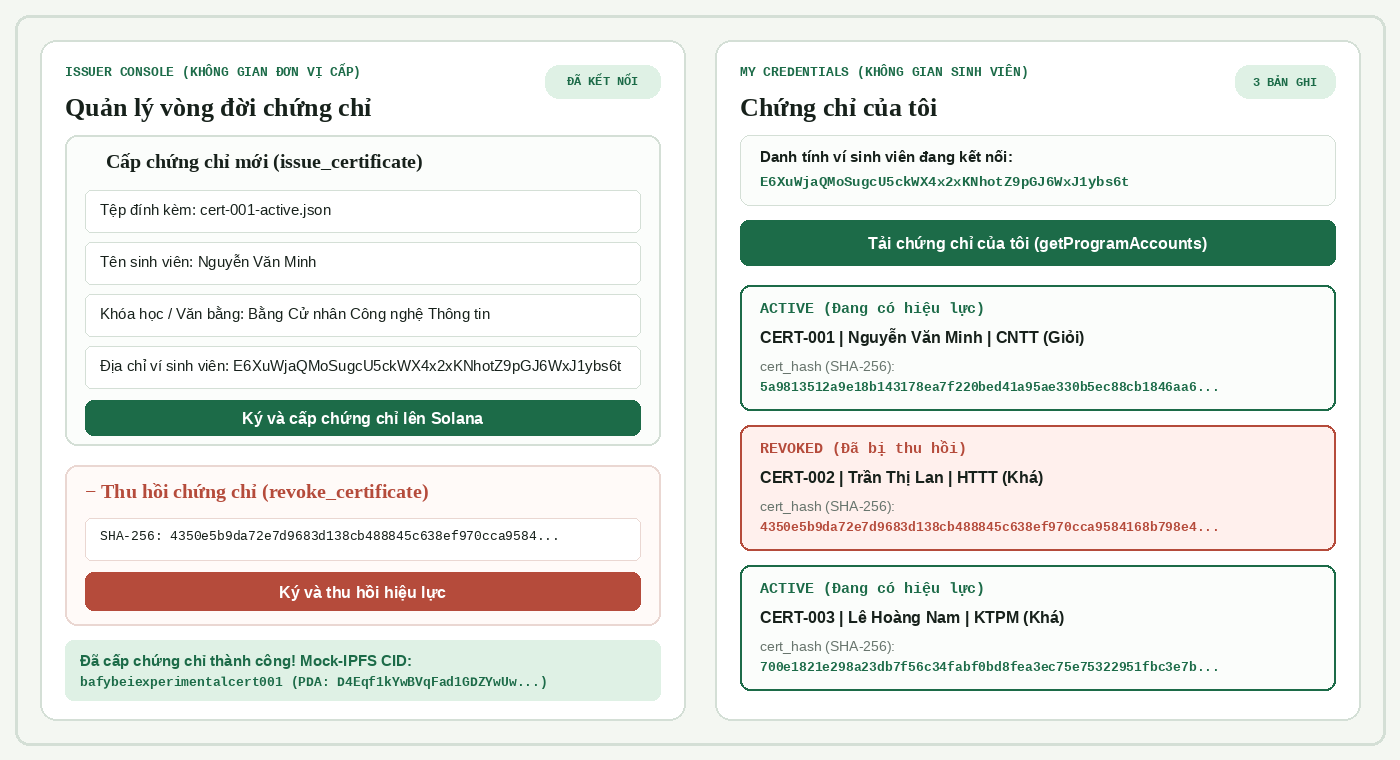 ISSUER CONSOLE (KHÔNG GIAN ĐƠN VỊ CẤP)
ĐÃ KẾT NỐI
Quản lý vòng đời chứng chỉ
Cấp chứng chỉ mới (issue_certificate)
Tệp đính kèm: cert-001-active.json
Tên sinh viên: Nguyễn Văn Minh
Khóa học / Văn bằng: Bằng Cử nhân Công nghệ Thông tin
Địa chỉ ví sinh viên: E6XuWjaQMoSugcU5ckWX4x2xKNhotZ9pGJ6WxJ1ybs6t
Ký và cấp chứng chỉ lên Solana
− Thu hồi chứng chỉ (revoke_certificate)
SHA-256: 4350e5b9da72e7d9683d138cb488845c638ef970cca9584...
Ký và thu hồi hiệu lực
Đã cấp chứng chỉ thành công! Mock-IPFS CID:
bafybeiexperimentalcert001 (PDA: D4Eqf1kYwBVqFad1GDZYwUw...)
MY CREDENTIALS (KHÔNG GIAN SINH VIÊN)
3 BẢN GHI
Chứng chỉ của tôi
Danh tính ví sinh viên đang kết nối:
E6XuWjaQMoSugcU5ckWX4x2xKNhotZ9pGJ6WxJ1ybs6t
Tải chứng chỉ của tôi (getProgramAccounts)
ACTIVE (Đang có hiệu lực)
CERT-001 | Nguyễn Văn Minh | CNTT (Giỏi)
cert_hash (SHA-256):
5a9813512a9e18b143178ea7f220bed41a95ae330b5ec88cb1846aa6...
REVOKED (Đã bị thu hồi)
CERT-002 | Trần Thị Lan | HTTT (Khá)
cert_hash (SHA-256):
4350e5b9da72e7d9683d138cb488845c638ef970cca9584168b798e4...
ACTIVE (Đang có hiệu lực)
CERT-003 | Lê Hoàng Nam | KTPM (Khá)
cert_hash (SHA-256):
700e1821e298a23db7f56c34fabf0bd8fea3ec75e75322951fbc3e7b...